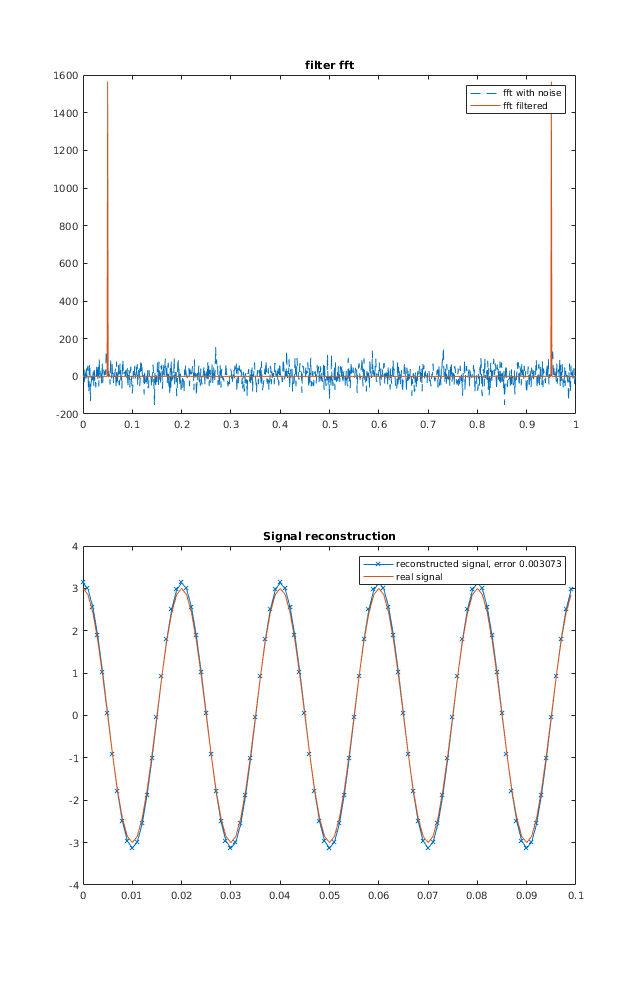 filter fft
1600
1400
1200
1000
800
600
400
200
0
-200
fft with noise
fft filtered
0 0.1 0.2 0.3 0.4 0.5 0.6 0.7 0.8 0.9 1
Signal reconstruction
4
3
2
1
0
-1
-2
-3
-4
reconstructed signal, error 0.003073
real signal
0 0.01 0.02 0.03 0.04 0.05 0.06 0.07 0.08 0.09 0.1